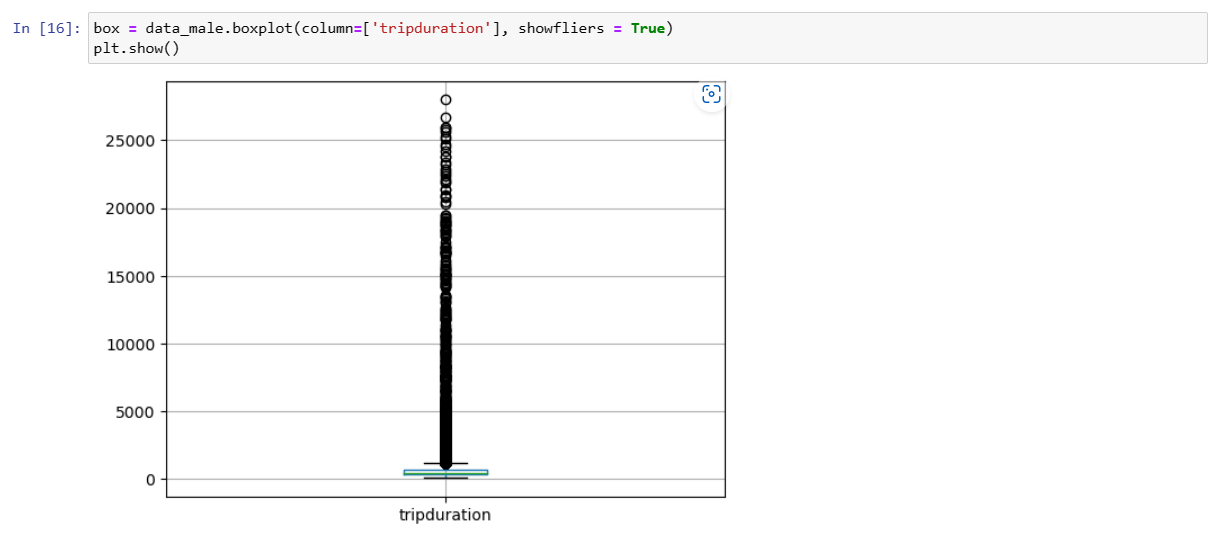 In [16]: box = data_male.boxplot(column=['tripduration'], showfliers = True)
plt.show()
25000
20000
15000
10000
5000
0
tripduration